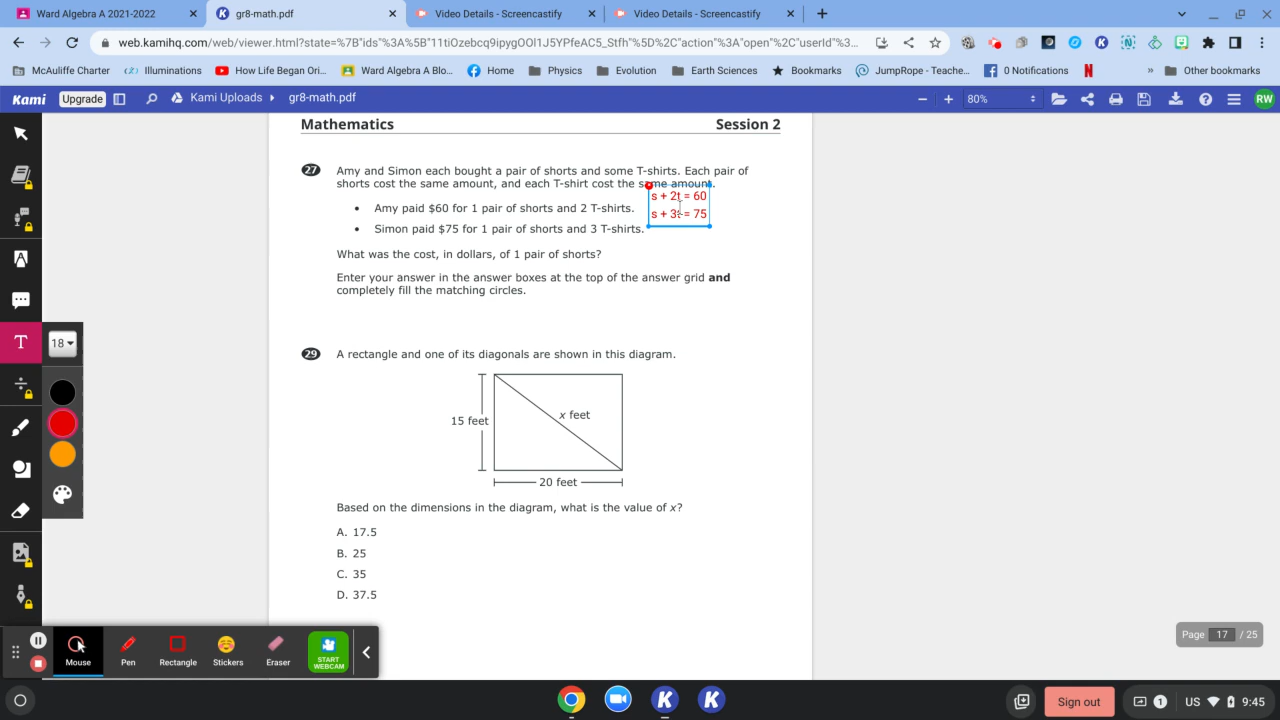 Ward Algebra A 2021-2022
gr8-math.pdf
Video Details - Screencastify
Video Details - Screencastify
web.kamihq.com/web/viewer.html?state=%7B"ids"%3A%5B"11tiOzebcq9ipygOOl1J5YPfeAC5_Stfh"%5D%2C"action"%3A"open"%2C"userId"%3...
McAuliffe Charter
Illuminations
How Life Began Ori...
Ward Algebra A Blo...
Home
Physics
Evolution
Earth Sciences
Bookmarks
JumpRope - Teache...
0 Notifications
»
Other bookmarks
Kami
Upgrade
Kami Uploads
gr8-math.pdf
80%
RW
Mathematics
Session 2
27 Amy and Simon each bought a pair of shorts and some T-shirts. Each pair of
shorts cost the same amount, and each T-shirt cost the same amount.
s + 2t = 60
• Amy paid $60 for 1 pair of shorts and 2 T-shirts.
s + 3t = 75
• Simon paid $75 for 1 pair of shorts and 3 T-shirts.
What was the cost, in dollars, of 1 pair of shorts?
Enter your answer in the answer boxes at the top of the answer grid and
completely fill the matching circles.
T
18
29 A rectangle and one of its diagonals are shown in this diagram.
x feet
15 feet
20 feet
Based on the dimensions in the diagram, what is the value of x?
A. 17.5
B. 25
C. 35
D. 37.5
Page 17 / 25
Mouse
Pen
Rectangle
Stickers
Eraser
START
WEBCAM
Sign out
1
US
9:45